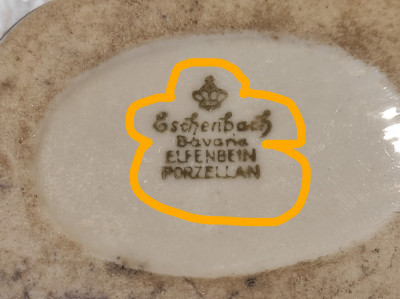 Eschenbach
Bavaria
ELFENBEIN
PORZELLAN